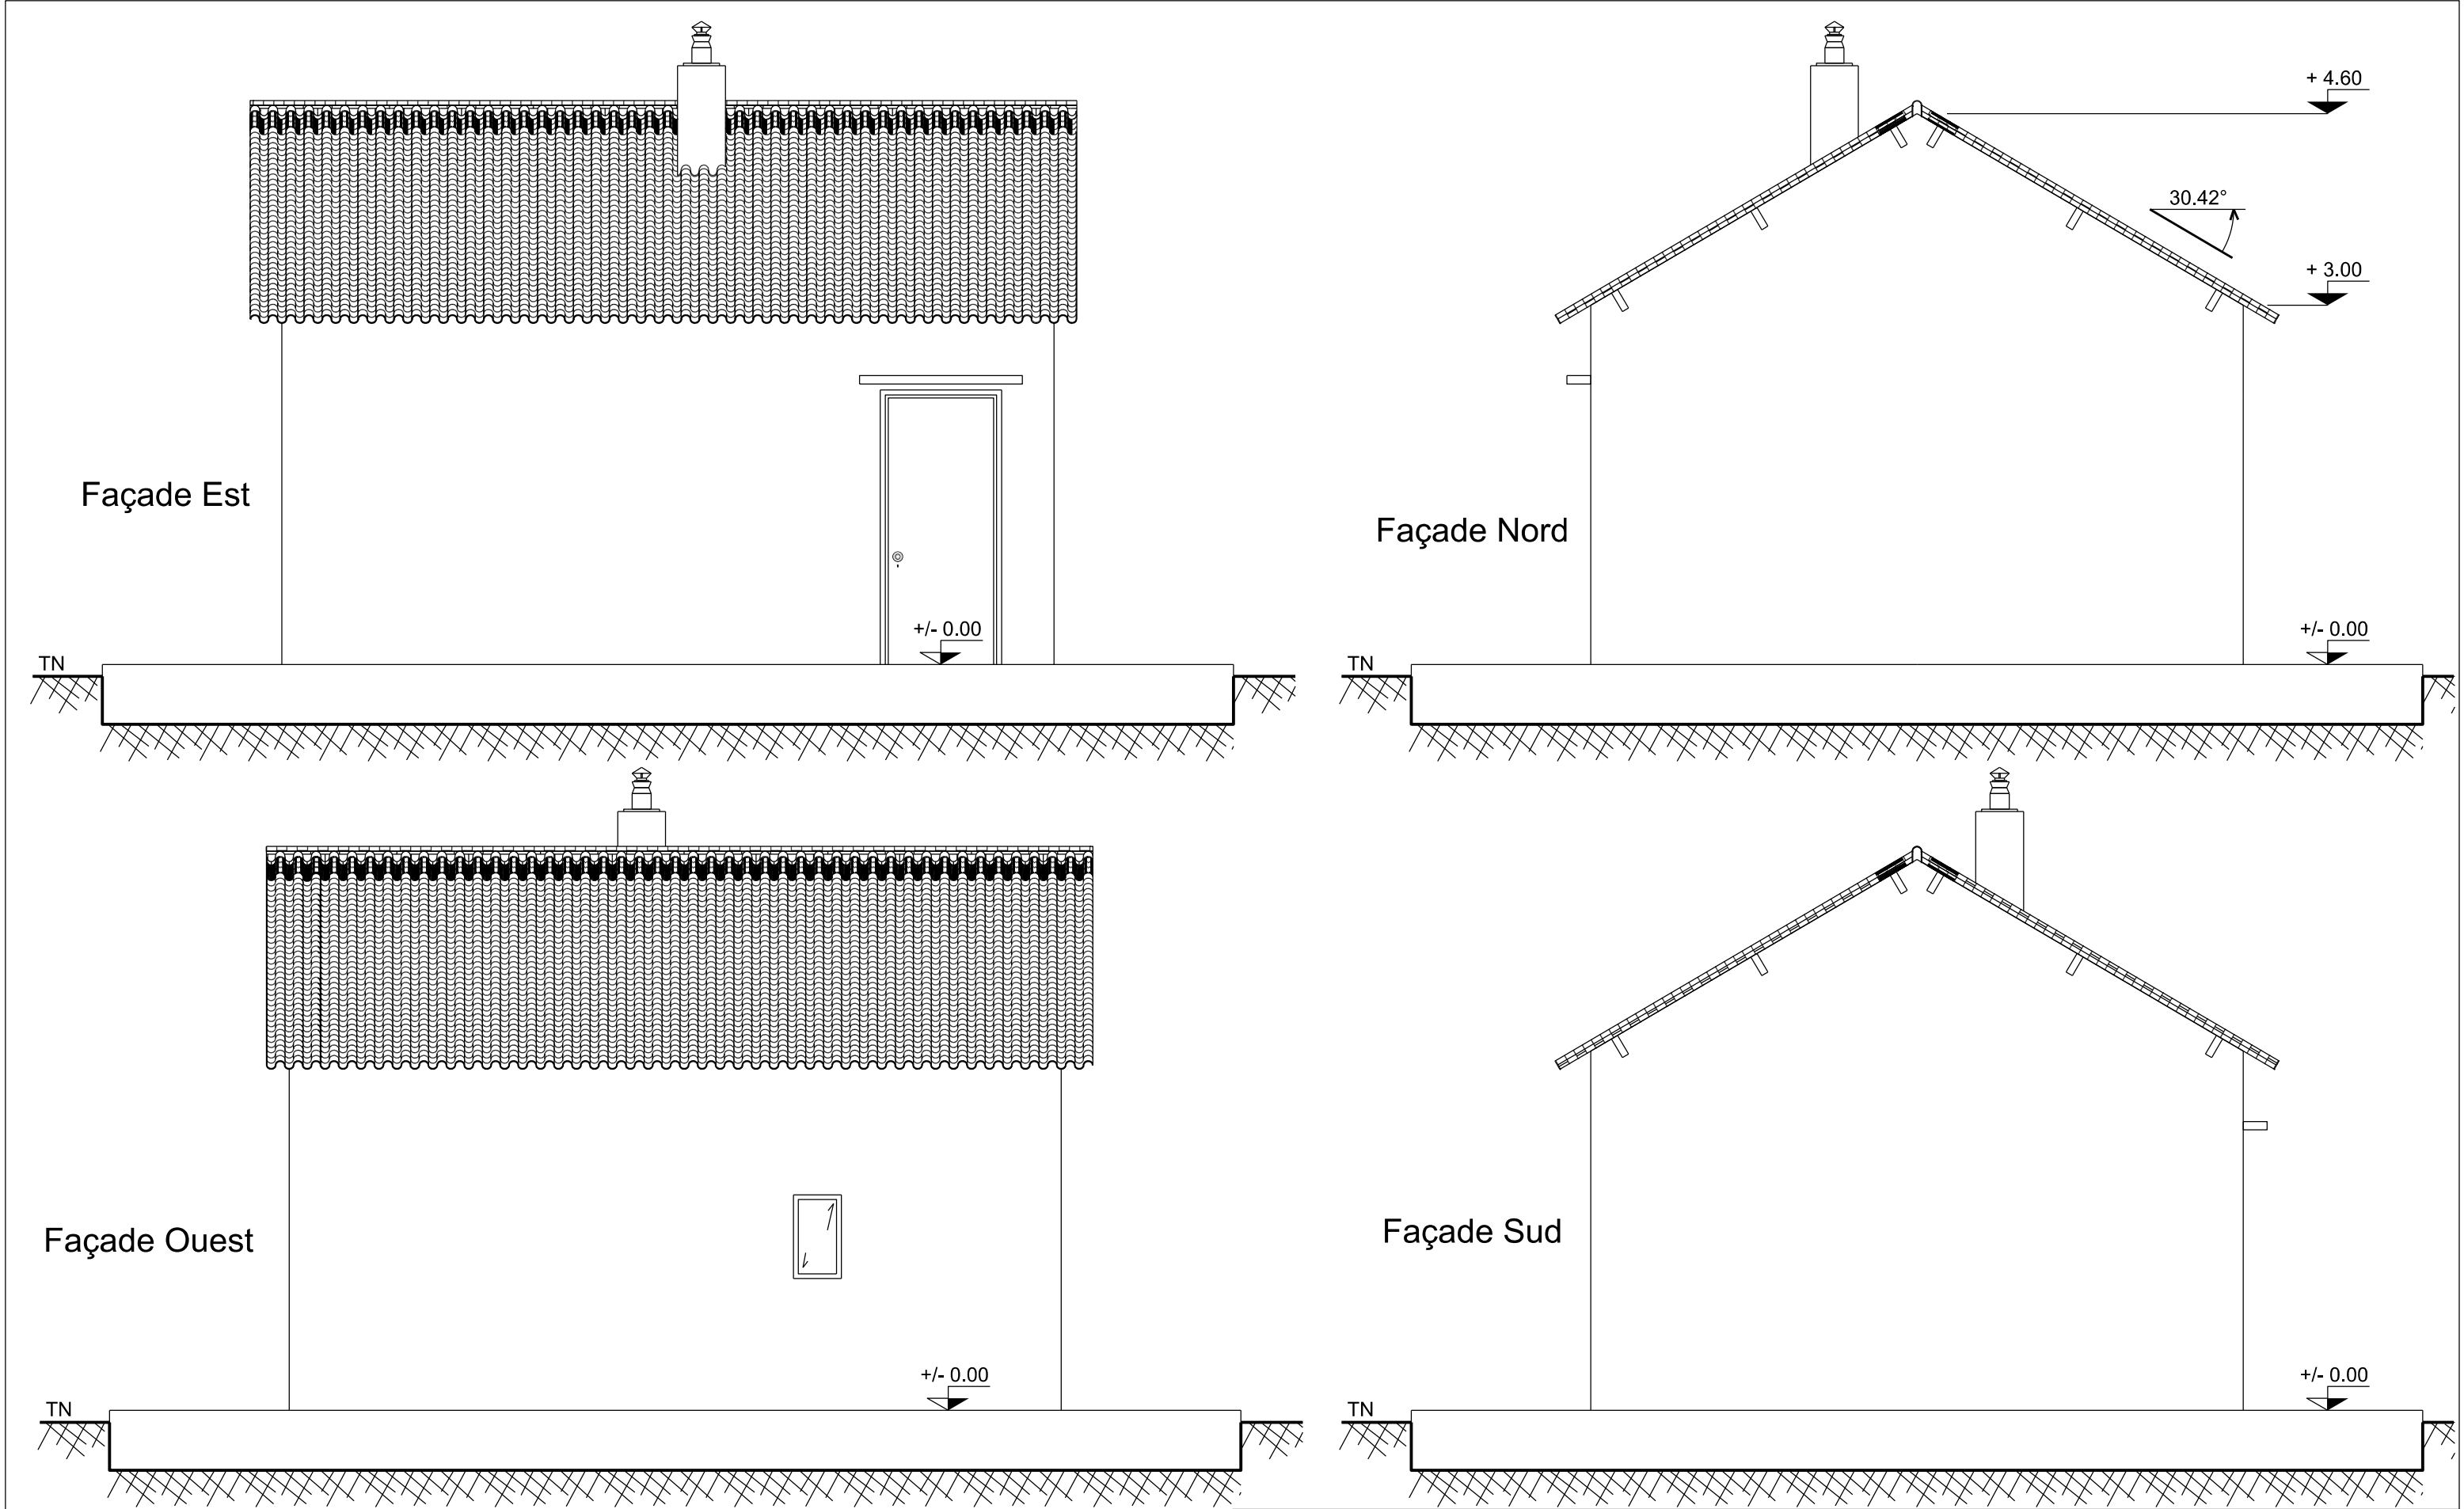 Façade Est
+/- 0.00
TN
Façade Nord
+ 4.60
30.42°
+ 3.00
+/- 0.00
TN
Façade Ouest
+/- 0.00
TN
Façade Sud
+/- 0.00
TN